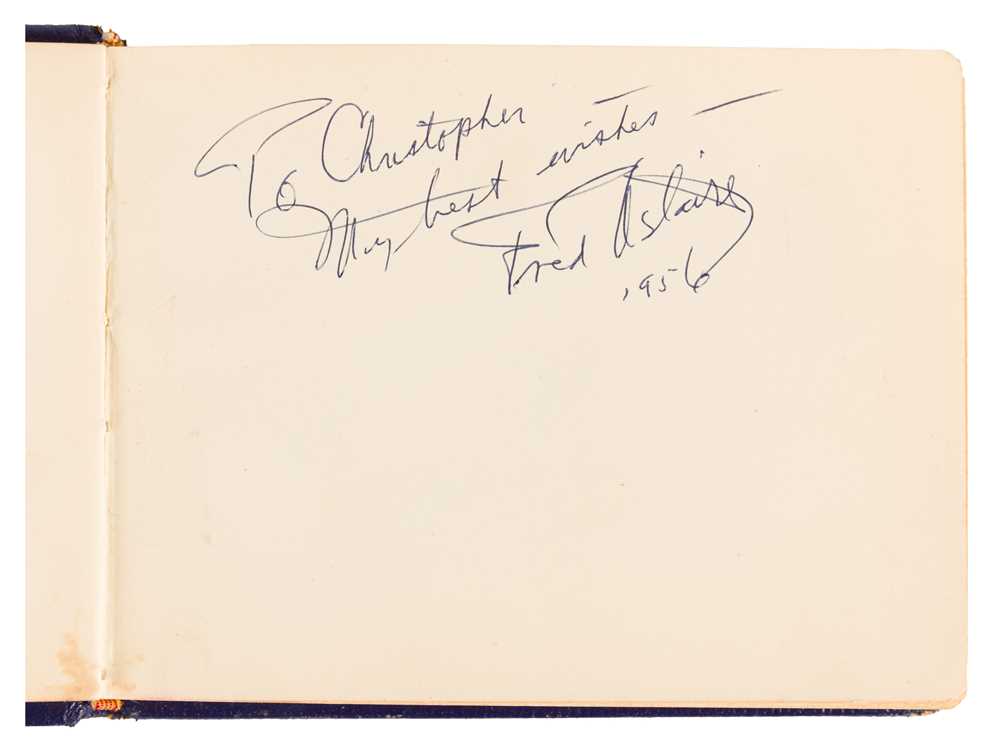 To Christopher
My best wishes —
Fred Astaire
1956